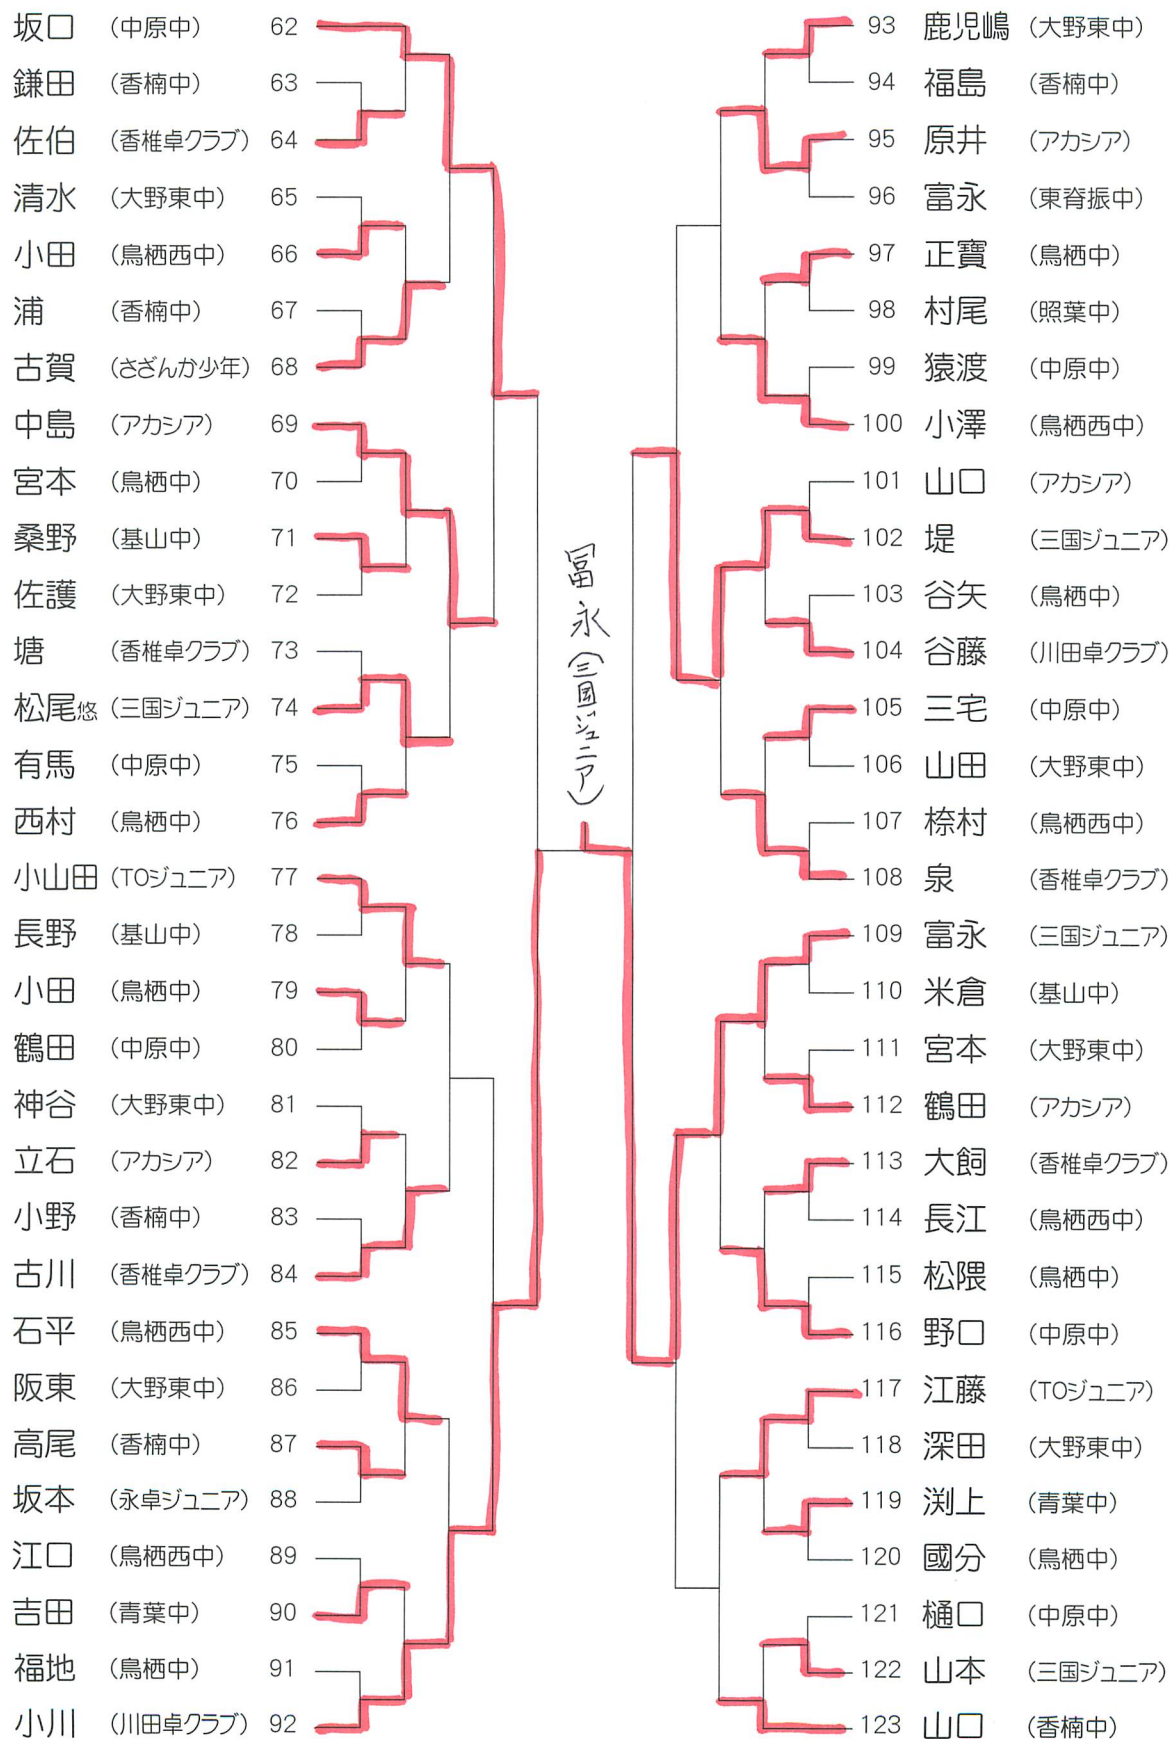 坂口 (中原中) 62
鎌田 (香楠中) 63
佐伯 (香椎卓クラブ) 64
清水 (大野東中) 65
小田 (鳥栖西中) 66
浦 (香楠中) 67
古賀 (さざんか少年) 68
中島 (アカシア) 69
宮本 (鳥栖中) 70
桑野 (基山中) 71
佐護 (大野東中) 72
塘 (香椎卓クラブ) 73
松尾悠 (三国ジュニア) 74
有馬 (中原中) 75
西村 (鳥栖中) 76
小山田 (TOジュニア) 77
長野 (基山中) 78
小田 (鳥栖中) 79
鶴田 (中原中) 80
神谷 (大野東中) 81
立石 (アカシア) 82
小野 (香楠中) 83
古川 (香椎卓クラブ) 84
石平 (鳥栖西中) 85
阪東 (大野東中) 86
高尾 (香楠中) 87
坂本 (永卓ジュニア) 88
江口 (鳥栖西中) 89
吉田 (青葉中) 90
福地 (鳥栖中) 91
小川 (川田卓クラブ) 92
冨永(三国ジュニア)
93 鹿児嶋 (大野東中)
94 福島 (香楠中)
95 原井 (アカシア)
96 富永 (東脊振中)
97 正寶 (鳥栖中)
98 村尾 (照葉中)
99 猿渡 (中原中)
100 小澤 (鳥栖西中)
101 山口 (アカシア)
102 堤 (三国ジュニア)
103 谷矢 (鳥栖中)
104 谷藤 (川田卓クラブ)
105 三宅 (中原中)
106 山田 (大野東中)
107 榇村 (鳥栖西中)
108 泉 (香椎卓クラブ)
109 富永 (三国ジュニア)
110 米倉 (基山中)
111 宮本 (大野東中)
112 鶴田 (アカシア)
113 大飼 (香椎卓クラブ)
114 長江 (鳥栖西中)
115 松隈 (鳥栖中)
116 野口 (中原中)
117 江藤 (TOジュニア)
118 深田 (大野東中)
119 渕上 (青葉中)
120 國分 (鳥栖中)
121 樋口 (中原中)
122 山本 (三国ジュニア)
123 山口 (香楠中)